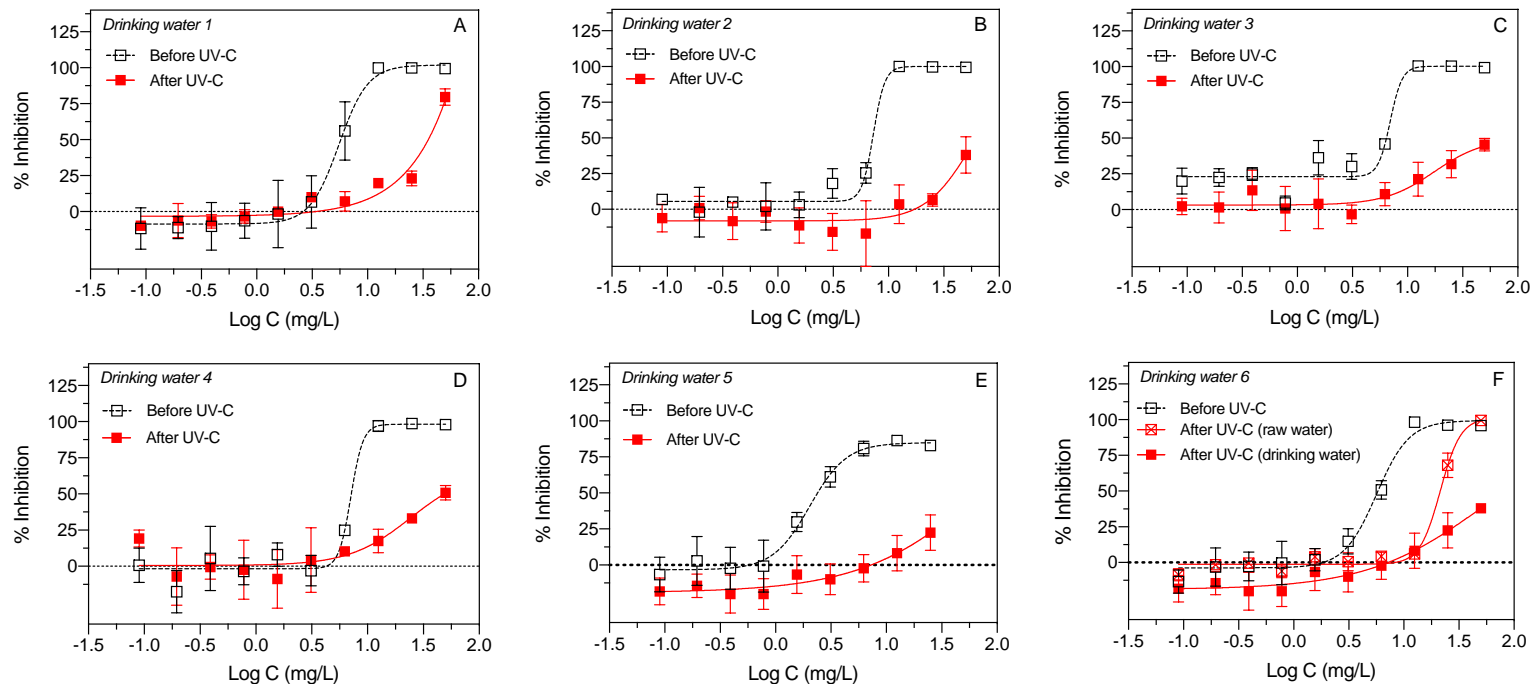 Drinking water 1
A
Before UV-C
After UV-C
% Inhibition
125
100
75
50
25
0
-1.5 -1.0 -0.5 0.0 0.5 1.0 1.5 2.0
Log C (mg/L)
Drinking water 2
B
Before UV-C
After UV-C
% Inhibition
125
100
75
50
25
0
-1.5 -1.0 -0.5 0.0 0.5 1.0 1.5 2.0
Log C (mg/L)
Drinking water 3
C
Before UV-C
After UV-C
% Inhibition
125
100
75
50
25
0
-1.5 -1.0 -0.5 0.0 0.5 1.0 1.5 2.0
Log C (mg/L)
Drinking water 4
D
Before UV-C
After UV-C
% Inhibition
125
100
75
50
25
0
-1.5 -1.0 -0.5 0.0 0.5 1.0 1.5 2.0
Log C (mg/L)
Drinking water 5
E
Before UV-C
After UV-C
% Inhibition
125
100
75
50
25
0
-1.5 -1.0 -0.5 0.0 0.5 1.0 1.5 2.0
Log C (mg/L)
Drinking water 6
F
Before UV-C
After UV-C (raw water)
After UV-C (drinking water)
% Inhibition
125
100
75
50
25
0
-1.5 -1.0 -0.5 0.0 0.5 1.0 1.5 2.0
Log C (mg/L)